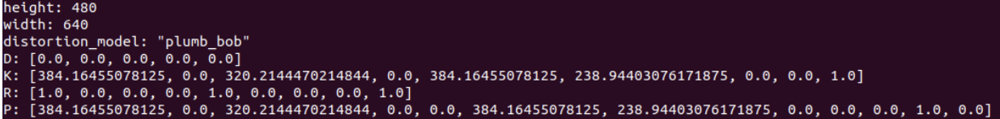 height: 480
width: 640
distortion_model: "plumb_bob"
D: [0.0, 0.0, 0.0, 0.0, 0.0]
K: [384.16455078125, 0.0, 320.2144470214844, 0.0, 384.16455078125, 238.94403076171875, 0.0, 0.0, 1.0]
R: [1.0, 0.0, 0.0, 0.0, 1.0, 0.0, 0.0, 0.0, 1.0]
P: [384.16455078125, 0.0, 320.2144470214844, 0.0, 0.0, 384.16455078125, 238.94403076171875, 0.0, 0.0, 0.0, 1.0, 0.0]